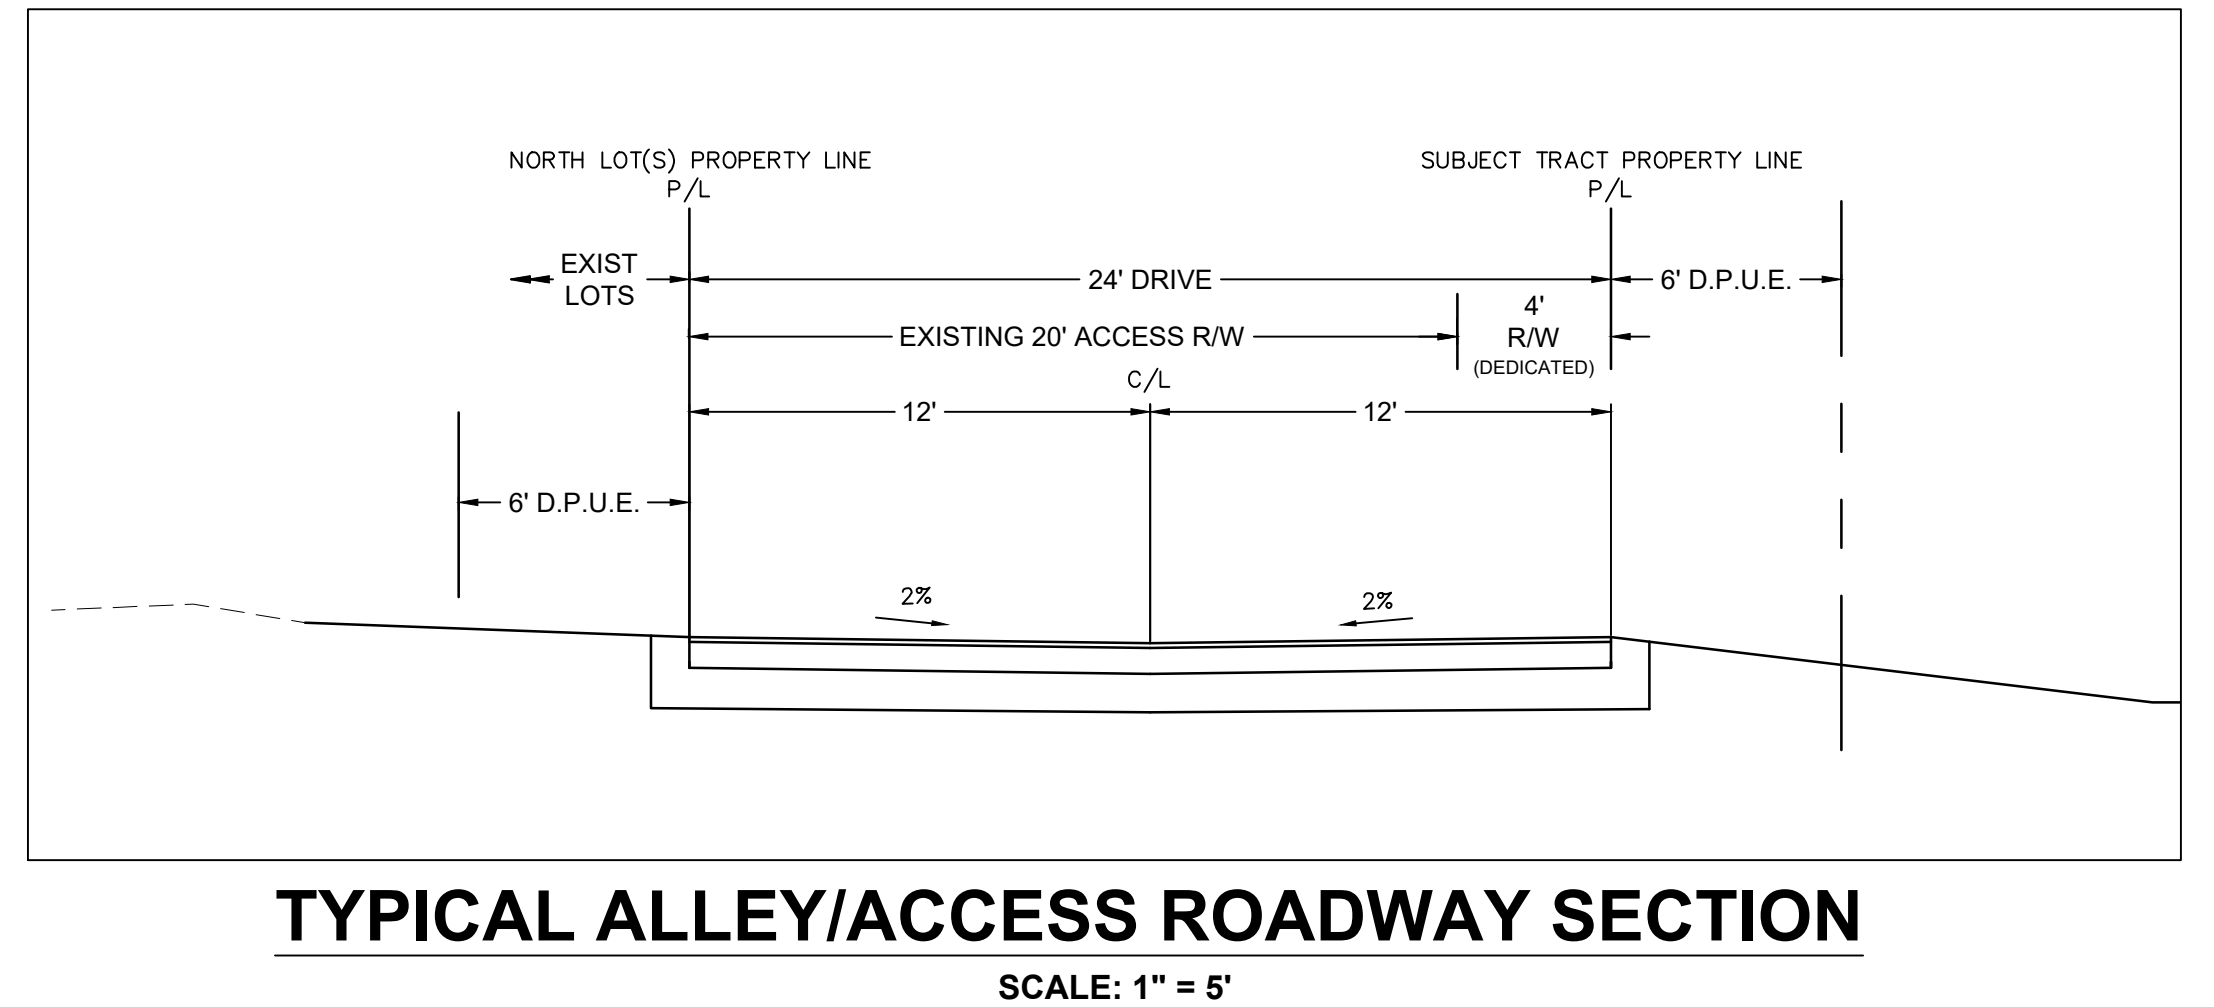 NORTH LOT(S) PROPERTY LINE
P/L
SUBJECT TRACT PROPERTY LINE
P/L
EXIST
LOTS
24' DRIVE
6' D.P.U.E.
EXISTING 20' ACCESS R/W
4'
R/W
(DEDICATED)
C/L
12'
12'
6' D.P.U.E.
2%
2%
TYPICAL ALLEY/ACCESS ROADWAY SECTION
SCALE: 1" = 5'